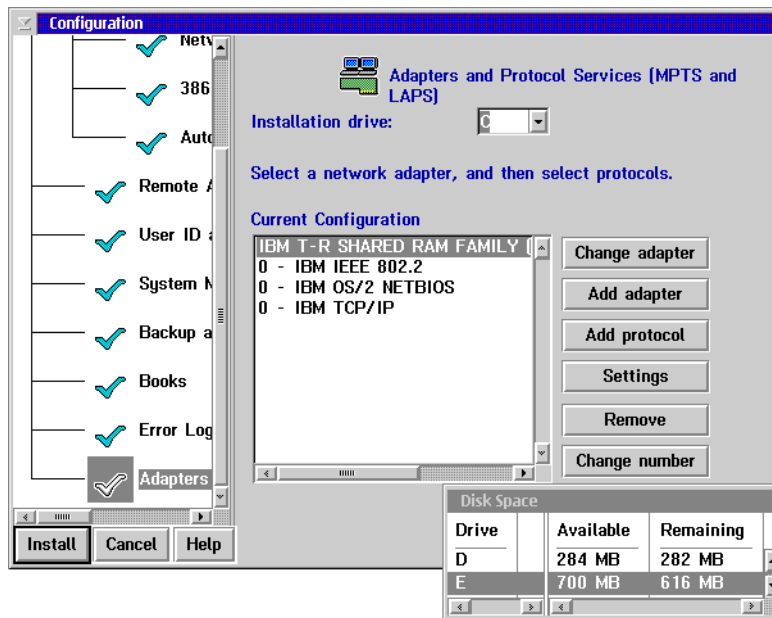 Configuration
Netw
386
Auto
Remote A
User ID a
System M
Backup a
Books
Error Log
Adapters
Install
Cancel
Help
Adapters and Protocol Services (MPTS and
LAPS)
Installation drive:
C
Select a network adapter, and then select protocols.
Current Configuration
IBM T-R SHARED RAM FAMILY (
0 - IBM IEEE 802.2
0 - IBM OS/2 NETBIOS
0 - IBM TCP/IP
Change adapter
Add adapter
Add protocol
Settings
Remove
Change number
Disk Space
Drive Available Remaining
D 284 MB 282 MB
E 700 MB 616 MB